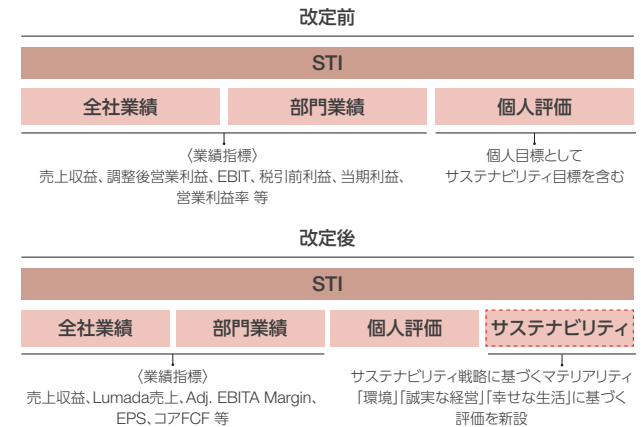 改定前
STI
全社業績
部門業績
個人評価
〈業績指標〉
売上収益、調整後営業利益、EBIT、税引前利益、当期利益、
営業利益率 等
個人目標として
サステナビリティ目標を含む
改定後
STI
全社業績
部門業績
個人評価
サステナビリティ
〈業績指標〉
売上収益、Lumada売上、Adj. EBITA Margin、
EPS、コアFCF 等
サステナビリティ戦略に基づくマテリアリティ
「環境」「誠実な経営」「幸せな生活」に基づく
評価を新設